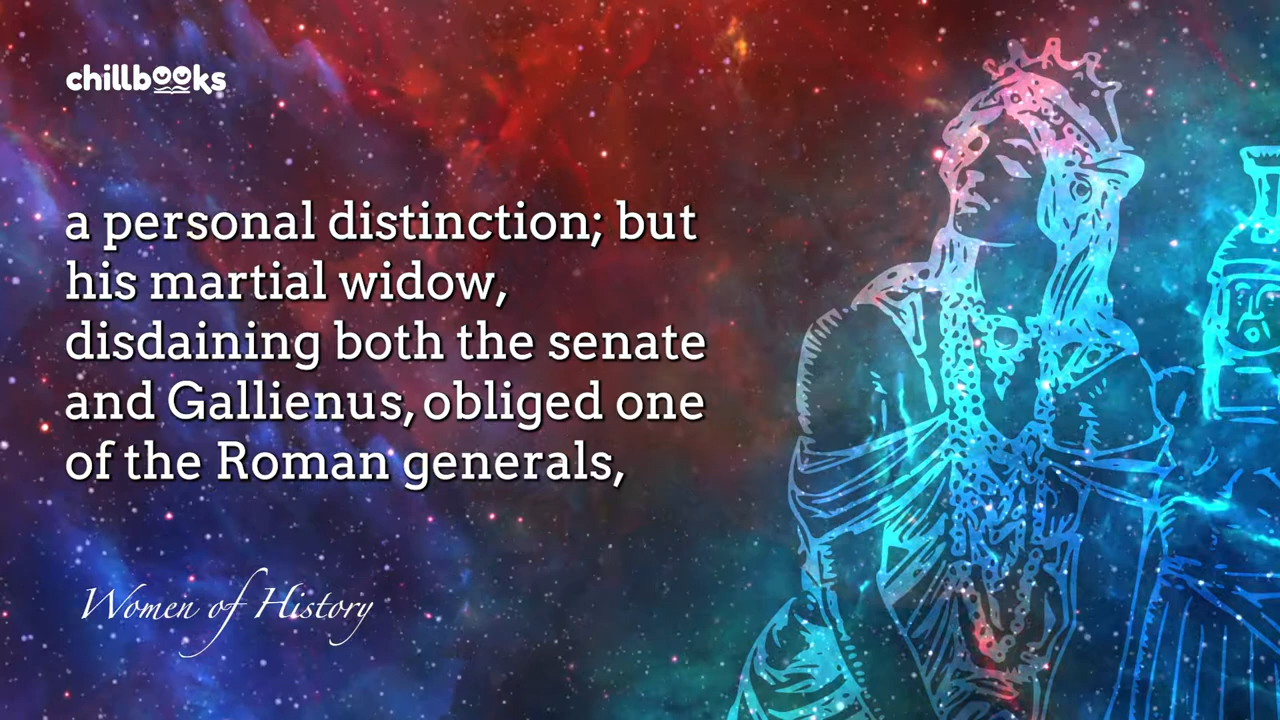 chillbooks
a personal distinction; but
his martial widow,
disdaining both the senate
and Gallienus, obliged one
of the Roman generals,
Women of History